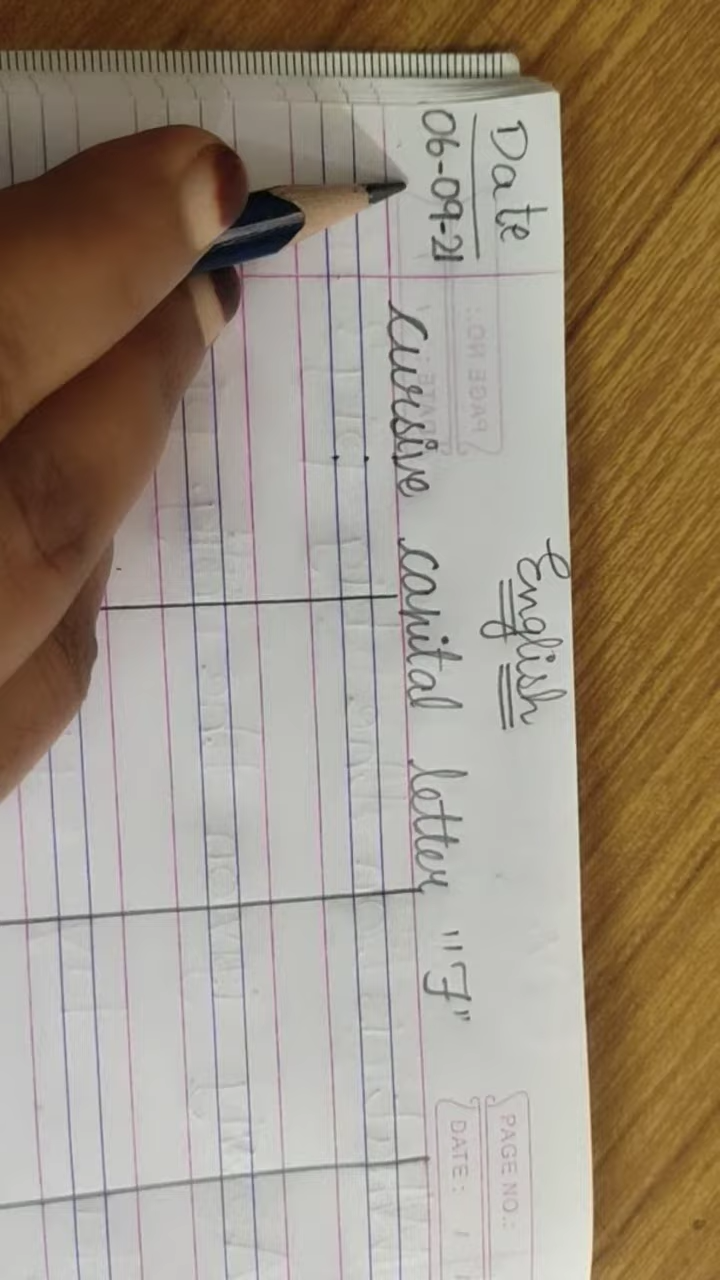 Date
06-09-21
English
cursive capital letter "F"
PAGE NO.:
DATE: / /